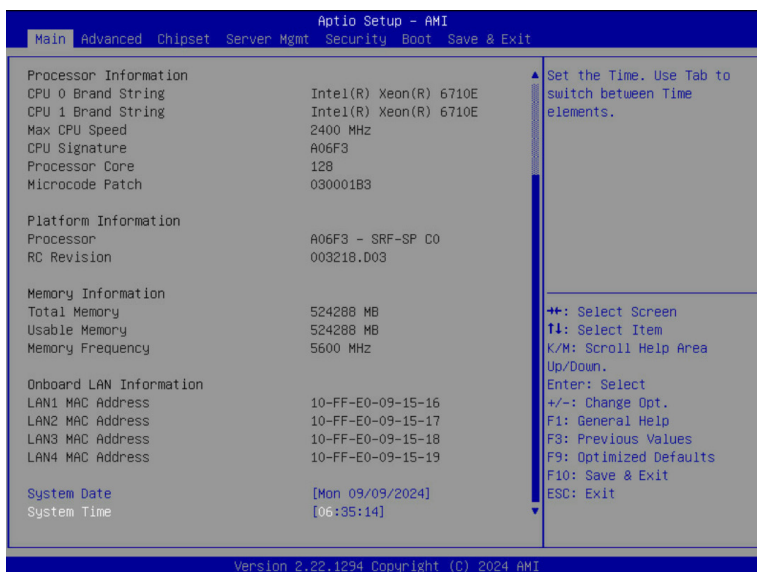 Aptio Setup - AMI
Main Advanced Chipset Server Mgmt Security Boot Save & Exit
Processor Information
CPU 0 Brand String Intel(R) Xeon(R) 6710E
CPU 1 Brand String Intel(R) Xeon(R) 6710E
Max CPU Speed 2400 MHz
CPU Signature A06F3
Processor Core 128
Microcode Patch 030001B3
Platform Information
Processor A06F3 - SRF-SP C0
RC Revision 003218.D03
Memory Information
Total Memory 524288 MB
Usable Memory 524288 MB
Memory Frequency 5600 MHz
Onboard LAN Information
LAN1 MAC Address 10-FF-E0-09-15-16
LAN2 MAC Address 10-FF-E0-09-15-17
LAN3 MAC Address 10-FF-E0-09-15-18
LAN4 MAC Address 10-FF-E0-09-15-19
System Date [Mon 09/09/2024]
System Time [06:35:14]
Set the Time. Use Tab to
switch between Time
elements.
→←: Select Screen
↑↓: Select Item
K/M: Scroll Help Area
Up/Down.
Enter: Select
+/-: Change Opt.
F1: General Help
F3: Previous Values
F9: Optimized Defaults
F10: Save & Exit
ESC: Exit
Version 2.22.1294 Copyright (C) 2024 AMI